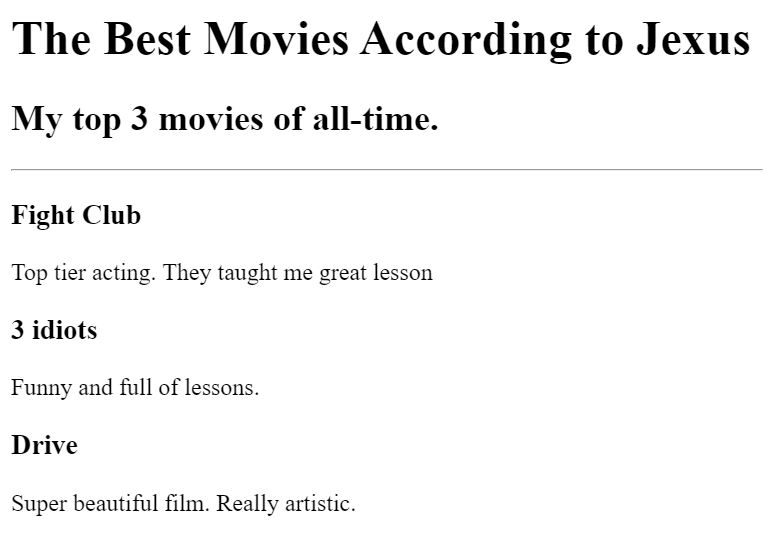 The Best Movies According to Jexus
My top 3 movies of all-time.
Fight Club
Top tier acting. They taught me great lesson
3 idiots
Funny and full of lessons.
Drive
Super beautiful film. Really artistic.